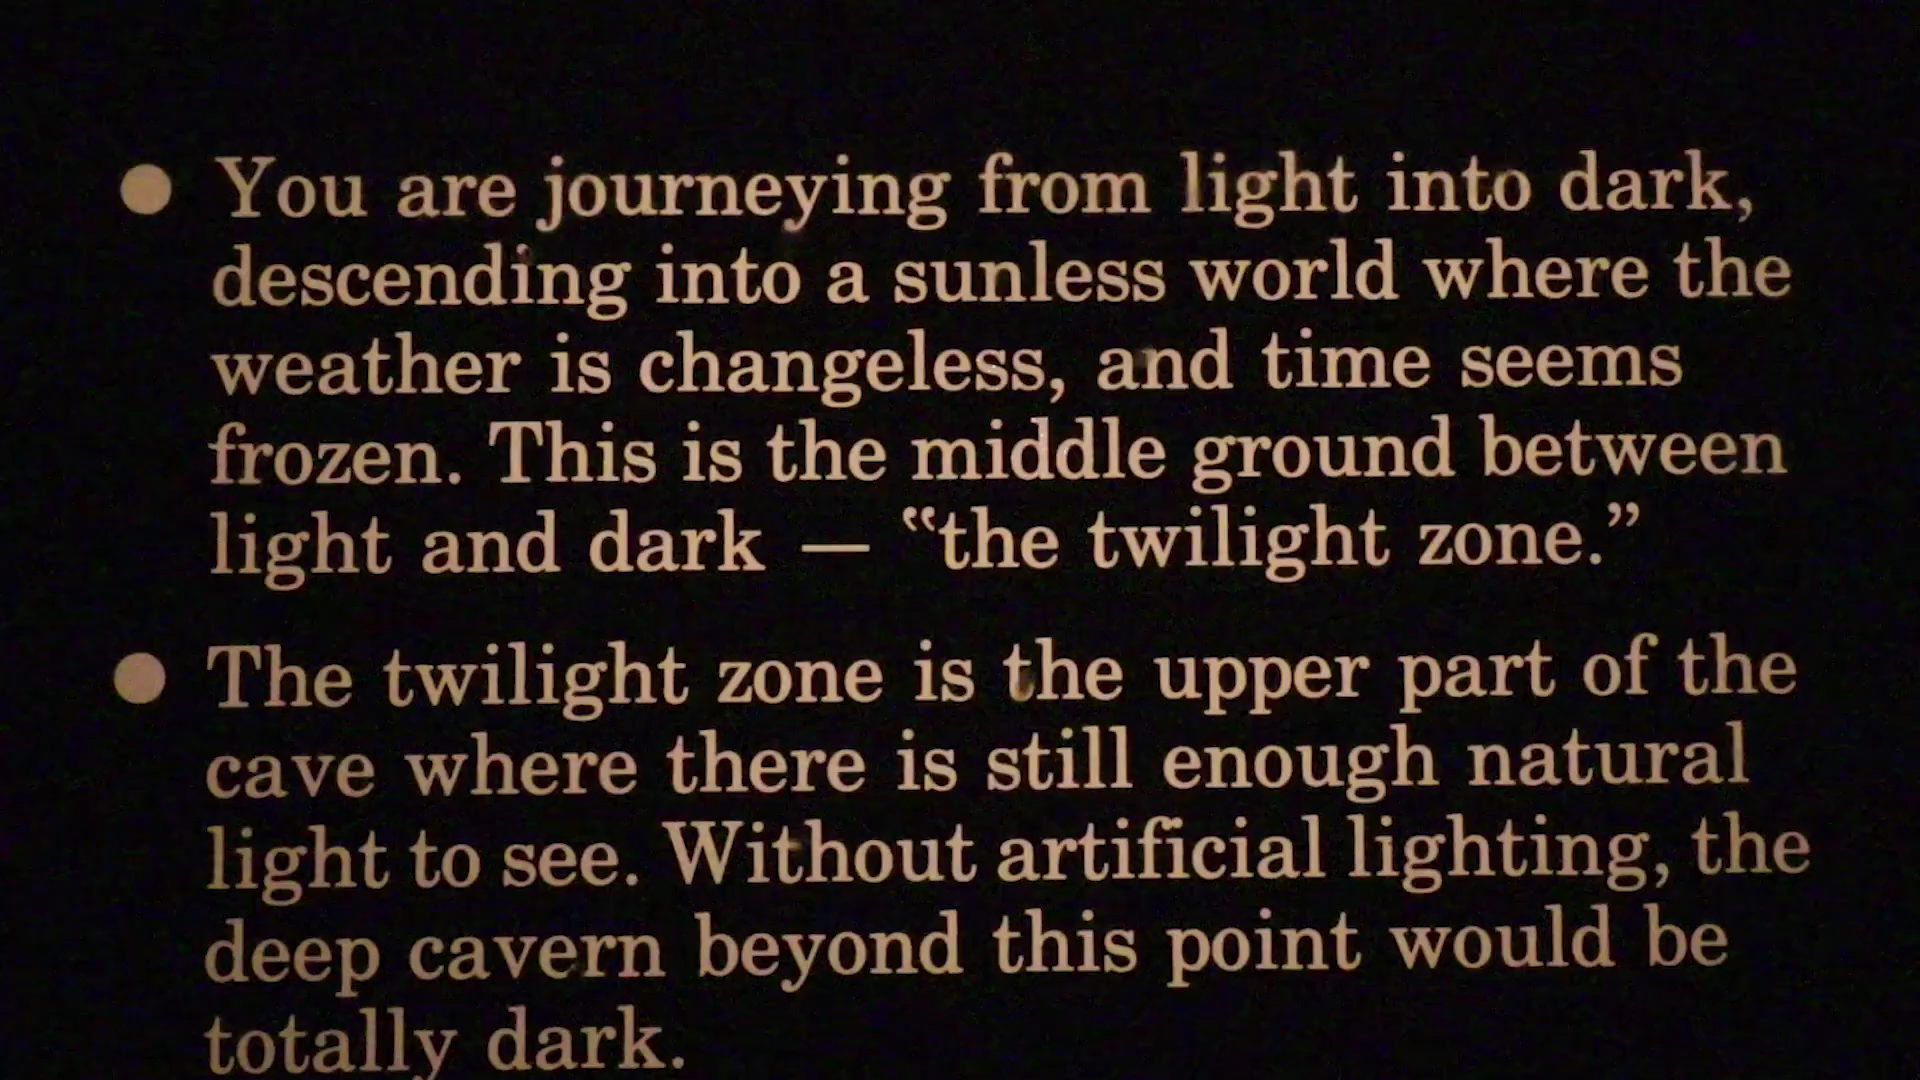 ● You are journeying from light into dark,
descending into a sunless world where the
weather is changeless, and time seems
frozen. This is the middle ground between
light and dark — “the twilight zone.”
● The twilight zone is the upper part of the
cave where there is still enough natural
light to see. Without artificial lighting, the
deep cavern beyond this point would be
totally dark.